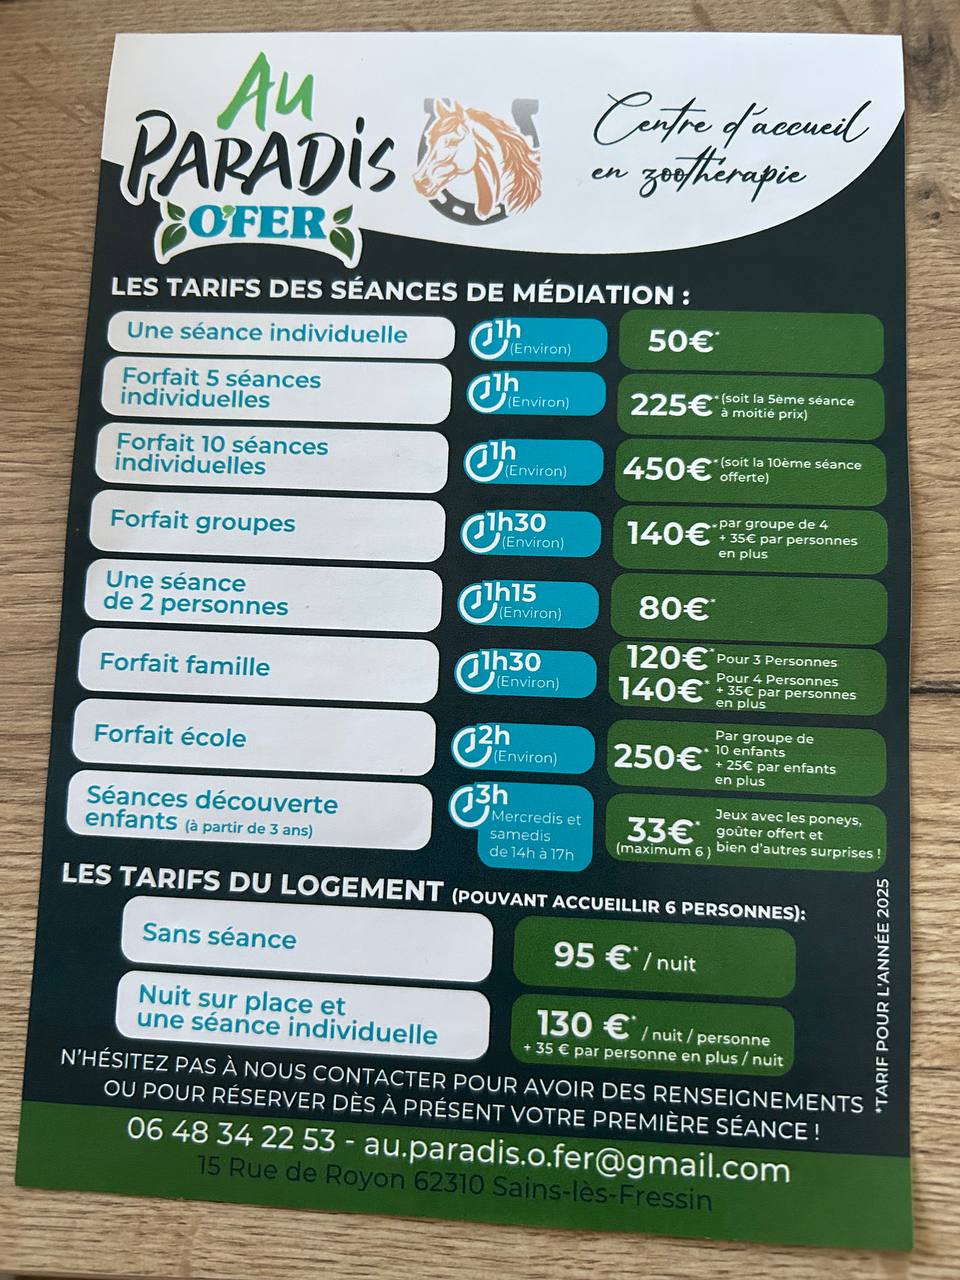 Au
PARADIS
O'FER
Centre d'accueil
en zoothérapie
LES TARIFS DES SÉANCES DE MÉDIATION :
Une séance individuelle
1h
(Environ)
50€*
Forfait 5 séances
individuelles
1h
(Environ)
225€* (soit la 5ème séance
à moitié prix)
Forfait 10 séances
individuelles
1h
(Environ)
450€* (soit la 10ème séance
offerte)
Forfait groupes
1h30
(Environ)
140€* par groupe de 4
+ 35€ par personnes
en plus
Une séance
de 2 personnes
1h15
(Environ)
80€*
Forfait famille
1h30
(Environ)
120€* Pour 3 Personnes
140€* Pour 4 Personnes
+ 35€ par personnes
en plus
Forfait école
2h
(Environ)
250€* Par groupe de
10 enfants
+ 25€ par enfants
en plus
Séances découverte
enfants (à partir de 3 ans)
3h
Mercredis et
samedis
de 14h à 17h
33€*
(maximum 6 )
Jeux avec les poneys,
goûter offert et
bien d'autres surprises !
LES TARIFS DU LOGEMENT (POUVANT ACCUEILLIR 6 PERSONNES):
Sans séance
95 €* / nuit
Nuit sur place et
une séance individuelle
130 €* / nuit / personne
+ 35 € par personne en plus / nuit
*TARIF POUR L'ANNÉE 2025
N'HÉSITEZ PAS À NOUS CONTACTER POUR AVOIR DES RENSEIGNEMENTS
OU POUR RÉSERVER DÈS À PRÉSENT VOTRE PREMIÈRE SÉANCE !
06 48 34 22 53 - au.paradis.o.fer@gmail.com
15 Rue de Royon 62310 Sains-lès-Fressin